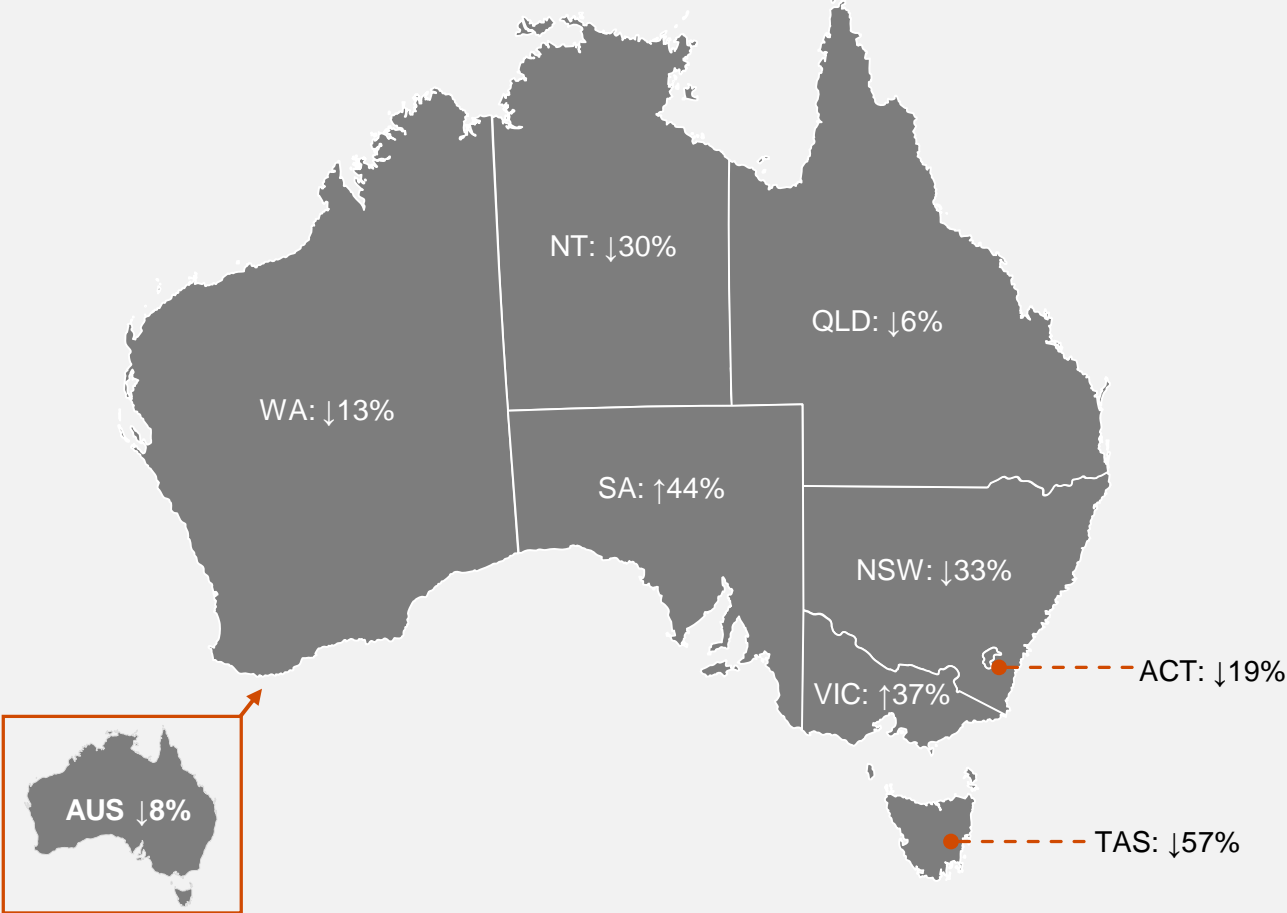 NT: ↓30%
QLD: ↓6%
WA: ↓13%
SA: ↑44%
NSW: ↓33%
ACT: ↓19%
VIC: ↑37%
AUS ↓8%
TAS: ↓57%